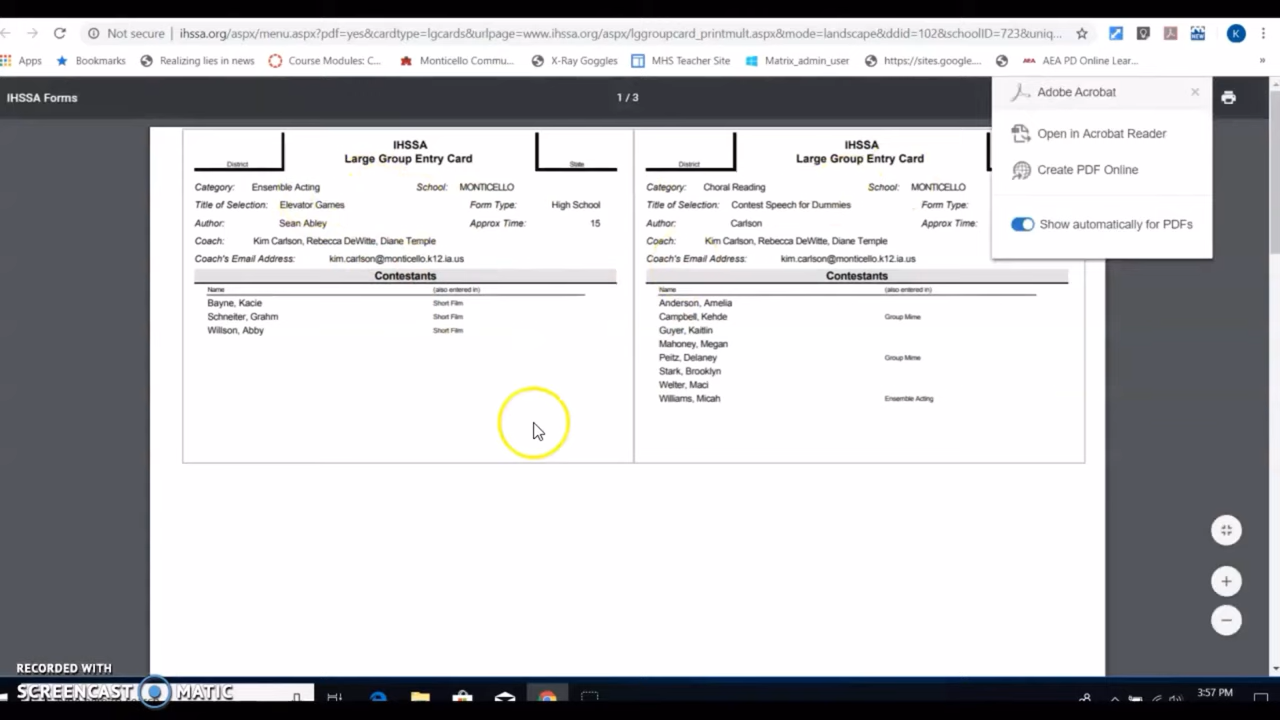 Not secure ihssa.org/aspx/menu.aspx?pdf=yes&cardtype=lgcards&urlpage=www.ihssa.org/aspx/lggroupcard_printmult.aspx&mode=landscape&ddid=102&schoolID=723&uniq... K
Apps Bookmarks Realizing lies in news Course Modules: C... Monticello Commu... X-Ray Goggles MHS Teacher Site Matrix_admin_user https://sites.google.... AEA PD Online Lear... »
IHSSA Forms 1 / 3
Adobe Acrobat
Open in Acrobat Reader
Create PDF Online
Show automatically for PDFs
IHSSA
Large Group Entry Card
District State
Category: Ensemble Acting School: MONTICELLO
Title of Selection: Elevator Games Form Type: High School
Author: Sean Abley Approx Time: 15
Coach: Kim Carlson, Rebecca DeWitte, Diane Temple
Coach's Email Address: kim.carlson@monticello.k12.ia.us
Contestants
Name (also entered in)
Bayne, Kacie Short Film
Schneiter, Grahm Short Film
Willson, Abby Short Film
IHSSA
Large Group Entry Card
District
Category: Choral Reading School: MONTICELLO
Title of Selection: Contest Speech for Dummies Form Type:
Author: Carlson Approx Time:
Coach: Kim Carlson, Rebecca DeWitte, Diane Temple
Coach's Email Address: kim.carlson@monticello.k12.ia.us
Contestants
Name (also entered in)
Anderson, Amelia
Campbell, Kehde Group Mime
Guyer, Kaitlin
Mahoney, Megan
Peitz, Delaney Group Mime
Stark, Brooklyn
Welter, Maci
Williams, Micah Ensemble Acting
RECORDED WITH
SCREENCAST MATIC
3:57 PM